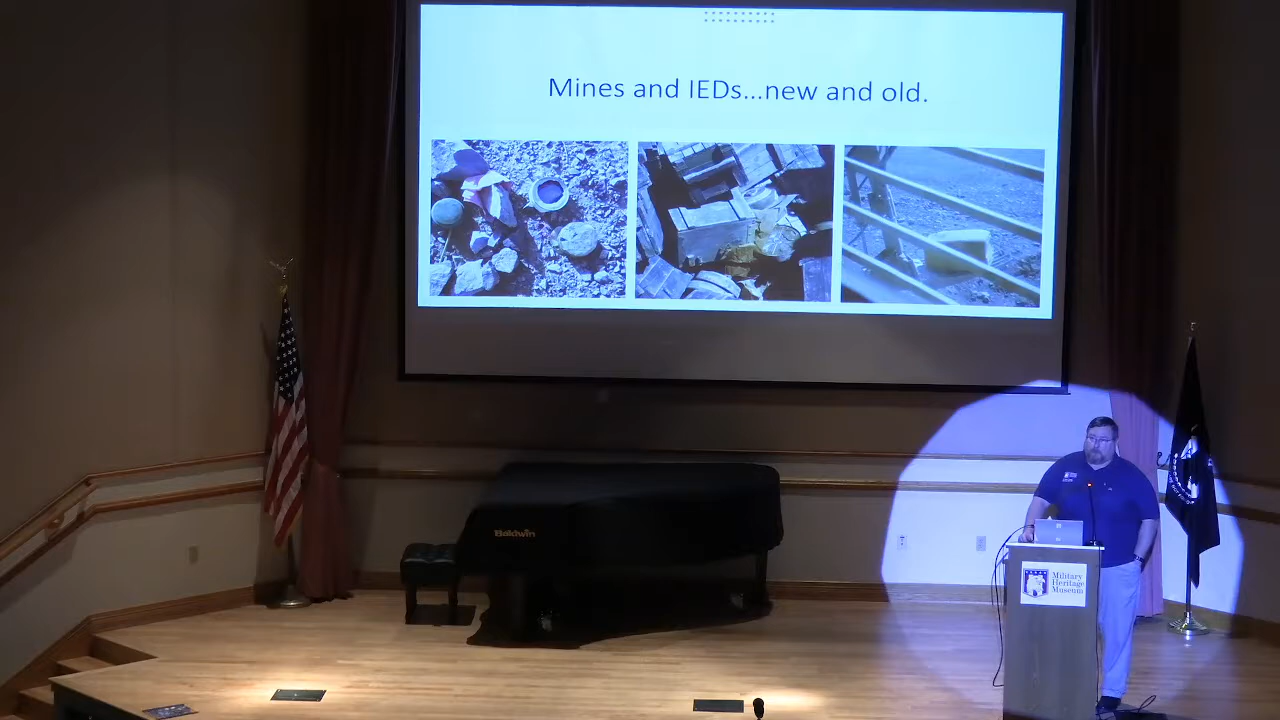 Mines and IEDs...new and old.
Baldwin
Military
Heritage
Museum